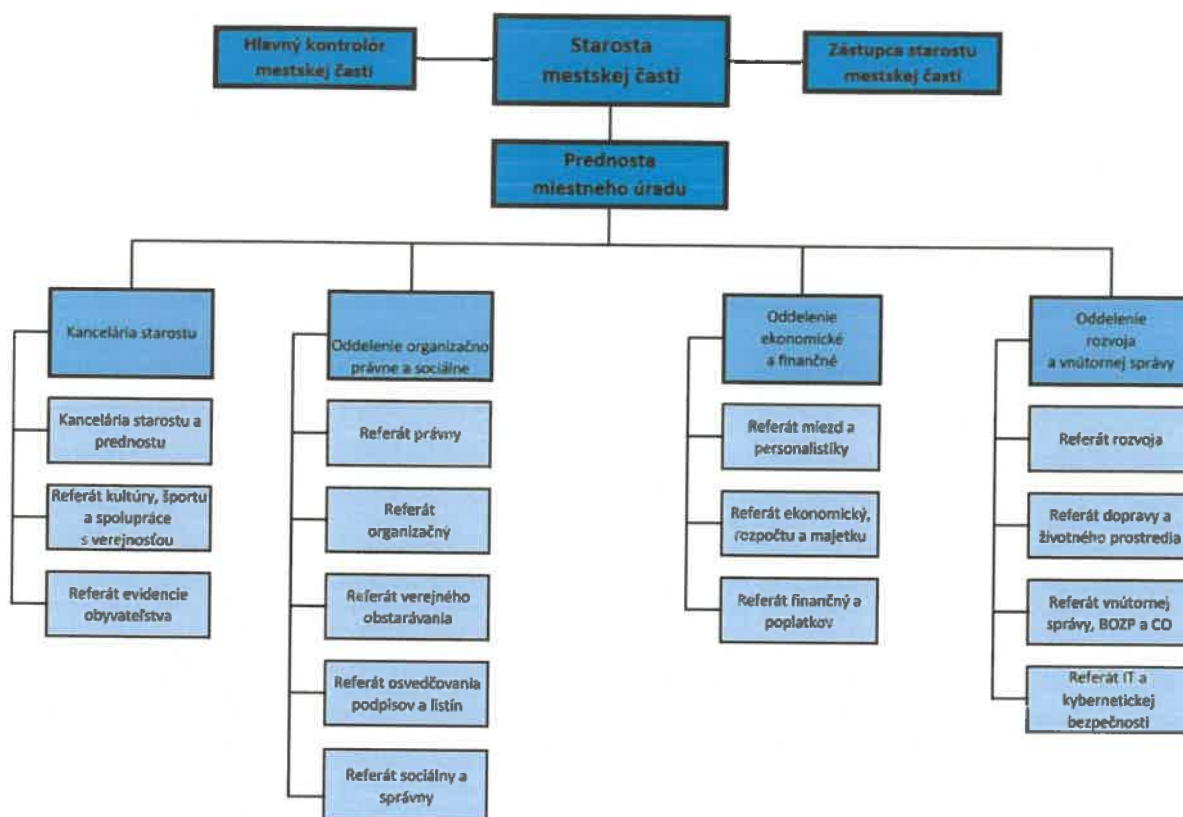 Hlavný kontrolór
mestskej časti
Starosta
mestskej časti
Zástupca starostu
mestskej časti
Prednosta
miestneho úradu
Kancelária starostu
Kancelária starostu a
prednostu
Referát kultúry, športu
a spolupráce
s verejnosťou
Referát evidencie
obyvateľstva
Oddelenie organizačno
právne a sociálne
Referát právny
Referát
organizačný
Referát verejného
obstarávania
Referát osvedčovania
podpisov a listín
Referát sociálny a
správny
Oddelenie
ekonomické
a finančné
Referát miezd a
personalistiky
Referát ekonomický,
rozpočtu a majetku
Referát finančný a
poplatkov
Oddelenie
rozvoja
a vnútornej správy
Referát rozvoja
Referát dopravy a
životného prostredia
Referát vnútornej
správy, BOZP a CO
Referát IT a
kybernetickej
bezpečnosti